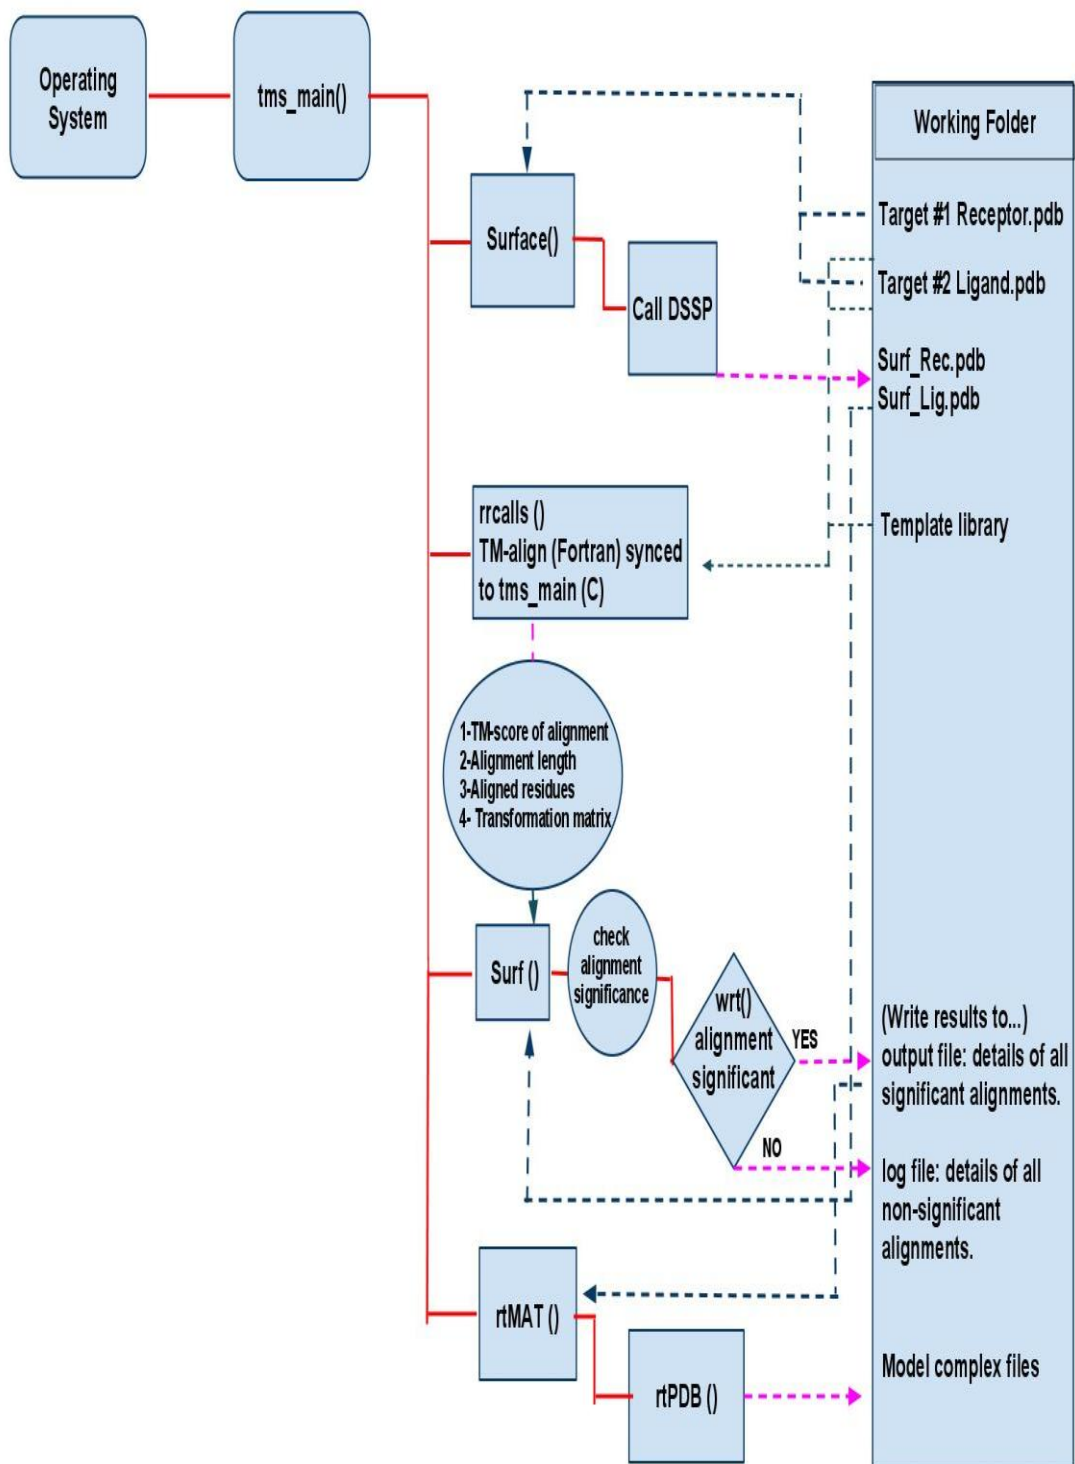 Operating
System
tms_main()
Working Folder
Surface()
Call DSSP
Target #1 Receptor.pdb
Target #2 Ligand.pdb
Surf_Rec.pdb
Surf_Lig.pdb
rrcalls ()
TM-align (Fortran) synced
to tms_main (C)
Template library
1-TM-score of alignment
2-Alignment length
3-Aligned residues
4- Transformation matrix
Surf ()
check
alignment
significance
wrt()
alignment
significant
YES
NO
(Write results to...)
output file: details of all
significant alignments.
log file: details of all
non-significant
alignments.
rtMAT ()
rtPDB ()
Model complex files